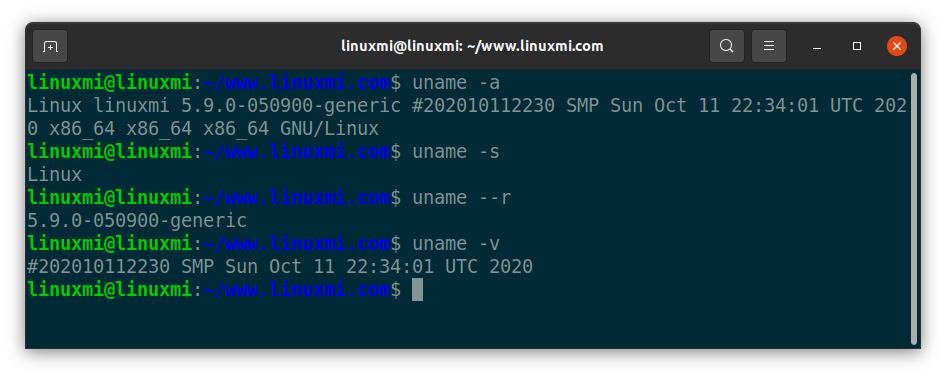 linuxmi@linuxmi: ~/www.linuxmi.com
linuxmi@linuxmi:~/www.linuxmi.com$ uname -a
Linux linuxmi 5.9.0-050900-generic #202010112230 SMP Sun Oct 11 22:34:01 UTC 202
0 x86_64 x86_64 x86_64 GNU/Linux
linuxmi@linuxmi:~/www.linuxmi.com$ uname -s
Linux
linuxmi@linuxmi:~/www.linuxmi.com$ uname --r
5.9.0-050900-generic
linuxmi@linuxmi:~/www.linuxmi.com$ uname -v
#202010112230 SMP Sun Oct 11 22:34:01 UTC 2020
linuxmi@linuxmi:~/www.linuxmi.com$